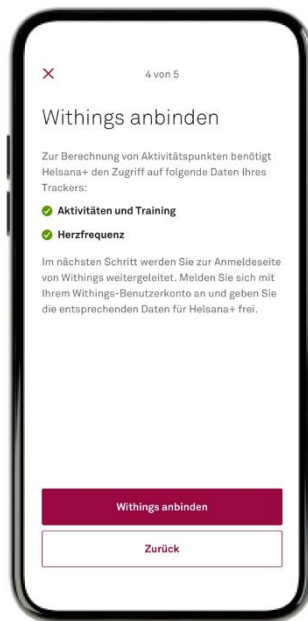 4 von 5
Withings anbinden
Zur Berechnung von Aktivitätspunkten benötigt
Helsana+ den Zugriff auf folgende Daten Ihres
Trackers:
Aktivitäten und Training
Herzfrequenz
Im nächsten Schritt werden Sie zur Anmeldeseite
von Withings weitergeleitet. Melden Sie sich mit
Ihrem Withings-Benutzerkonto an und geben Sie
die entsprechenden Daten für Helsana+ frei.
Withings anbinden
Zurück